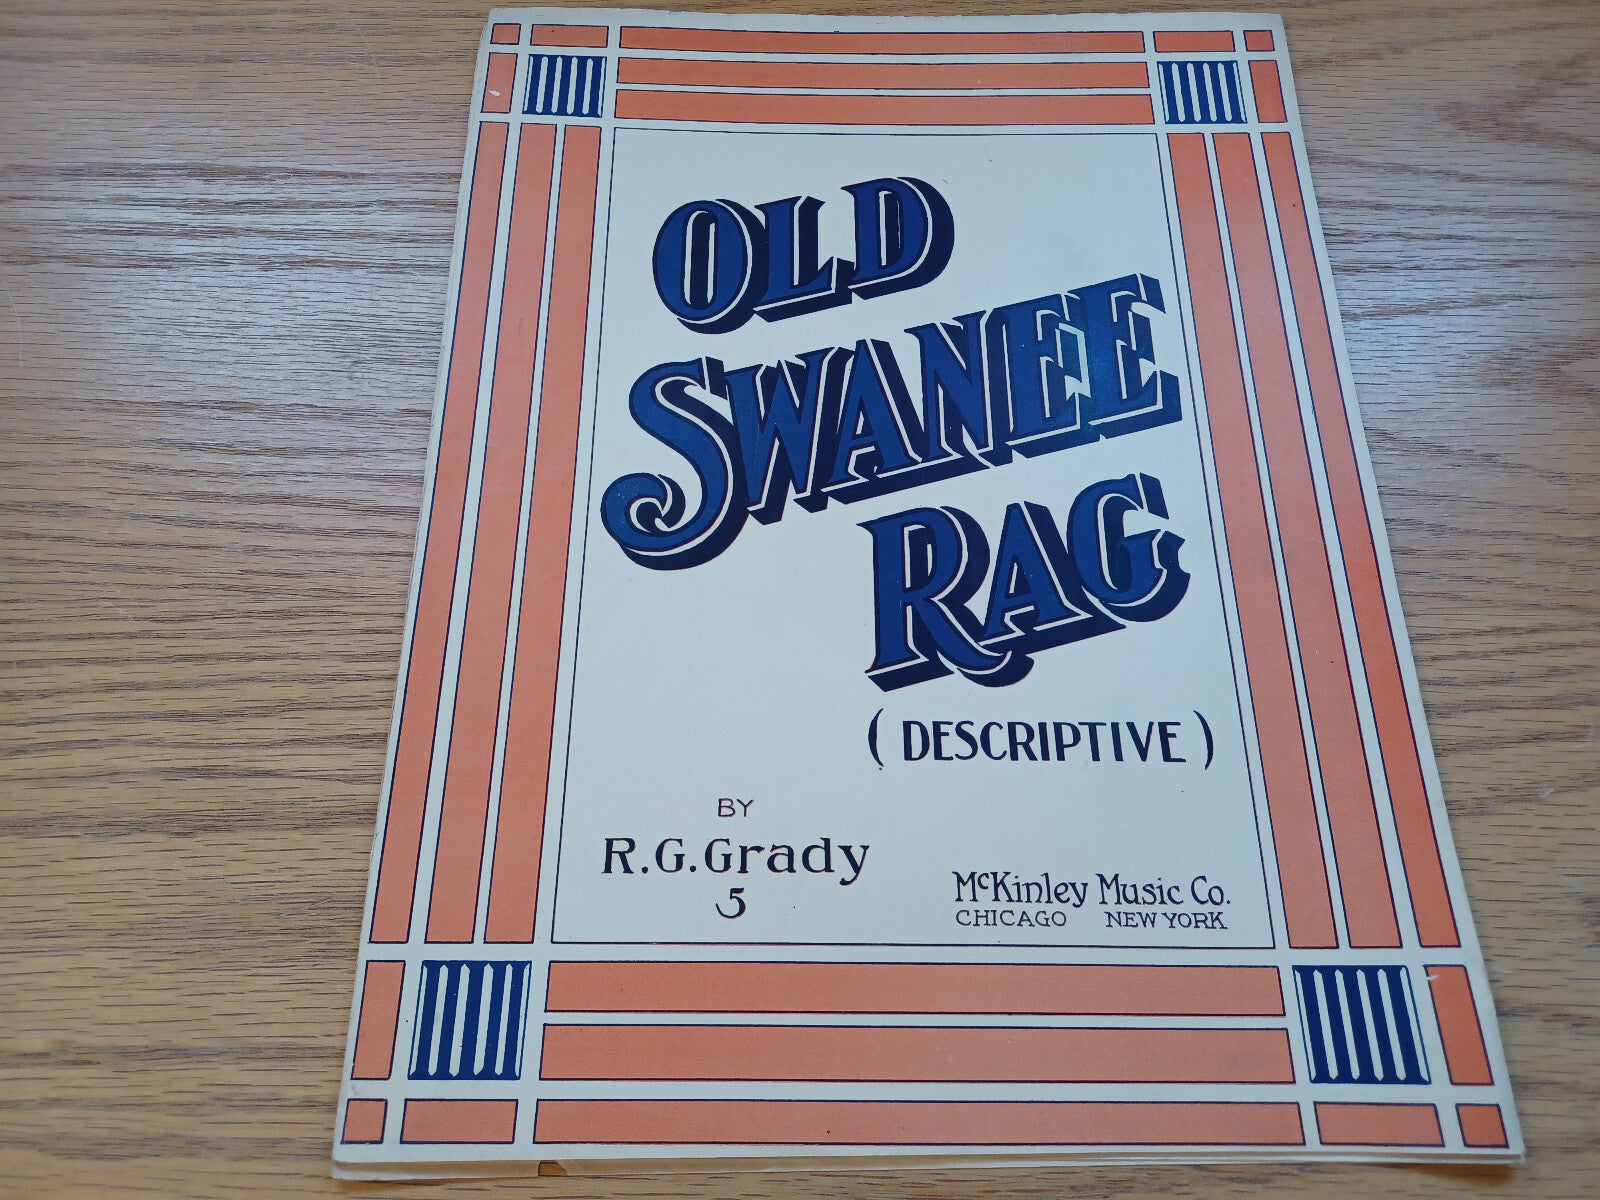 OLD
SWANEE
RAG
(DESCRIPTIVE)
BY
R.G.Grady
5
McKinley Music Co.
CHICAGO NEW YORK